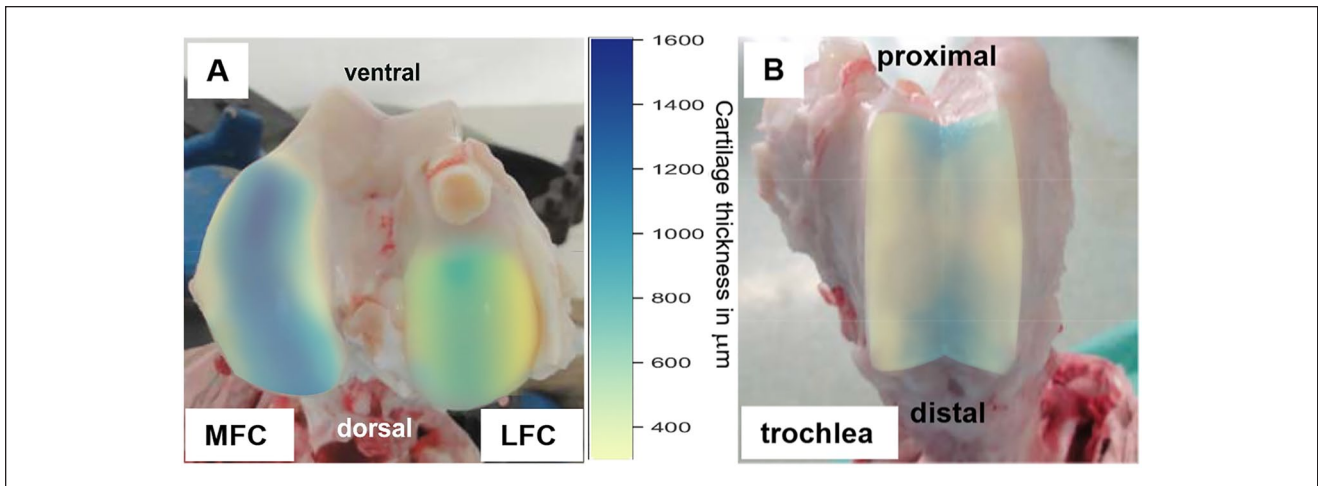 A
ventral
MFC
dorsal
LFC
1600
1400
1200
1000
800
600
400
Cartilage thickness in μm
B
proximal
distal
trochlea